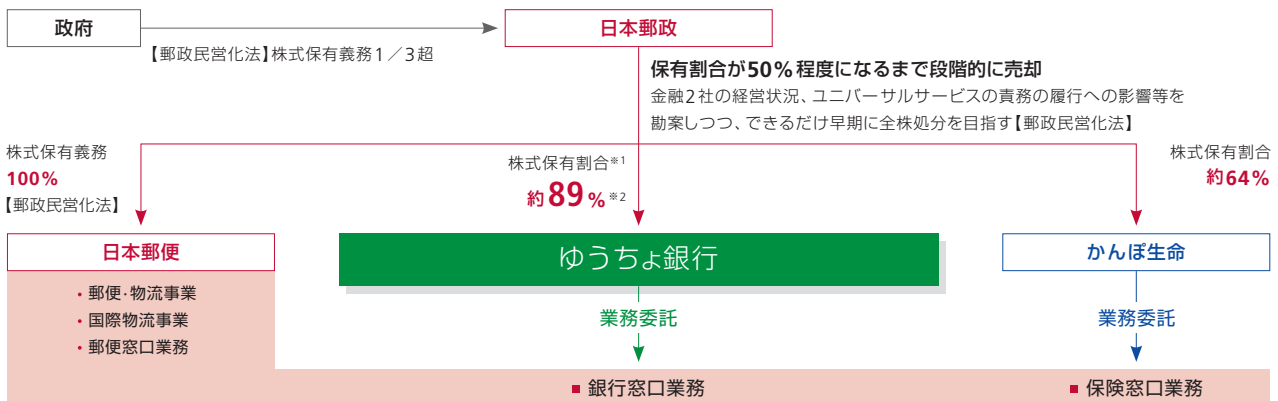 政府
日本郵政
【郵政民営化法】株式保有義務1／3超
保有割合が50％程度になるまで段階的に売却
金融2社の経営状況、ユニバーサルサービスの責務の履行への影響等を
勘案しつつ、できるだけ早期に全株処分を目指す【郵政民営化法】
株式保有義務
100%
【郵政民営化法】
株式保有割合※1
約89%※2
株式保有割合
約64%
日本郵便
ゆうちょ銀行
かんぽ生命
・郵便・物流事業
・国際物流事業
・郵便窓口業務
業務委託
業務委託
■ 銀行窓口業務
■ 保険窓口業務